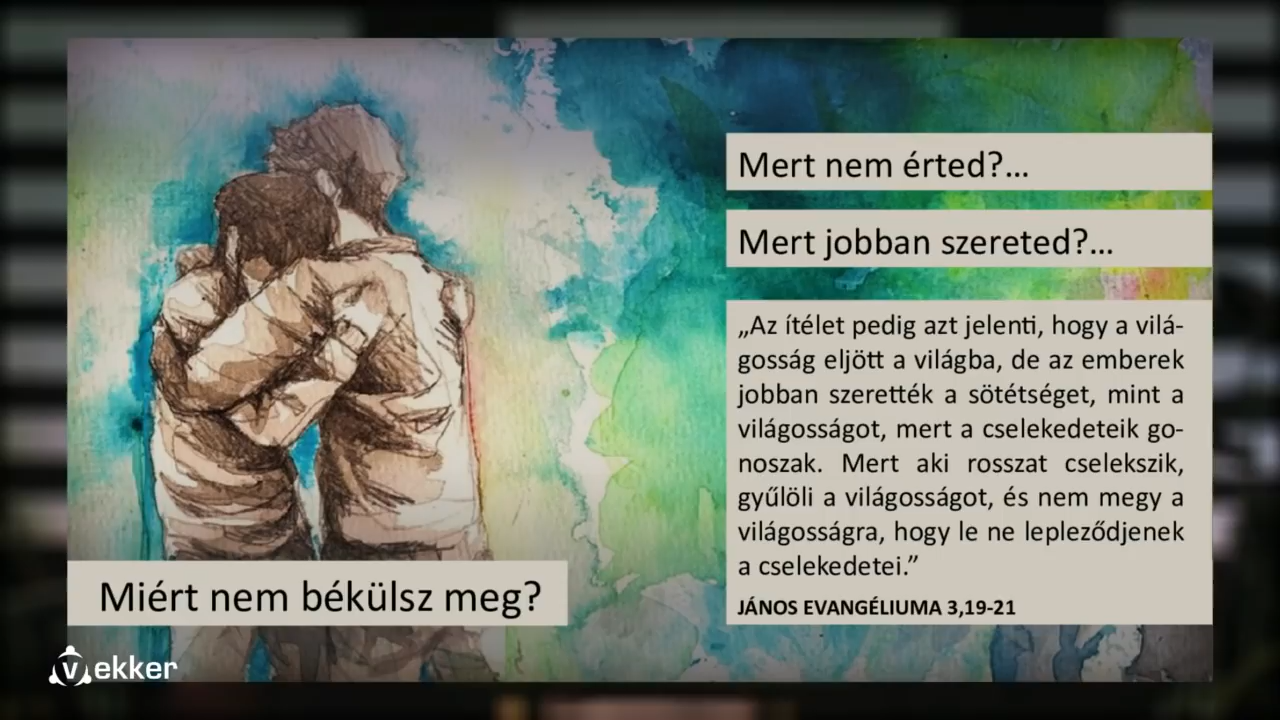 Mert nem érted?...
Mert jobban szereted?...
„Az ítélet pedig azt jelenti, hogy a vilá-
gosság eljött a világba, de az emberek
jobban szerették a sötétséget, mint a
világosságot, mert a cselekedeteik go-
noszak. Mert aki rosszat cselekszik,
gyűlöli a világosságot, és nem megy a
világosságra, hogy le ne lepleződjenek
a cselekedetei.”
JÁNOS EVANGÉLIUMA 3,19-21
Miért nem békülsz meg?
vekker